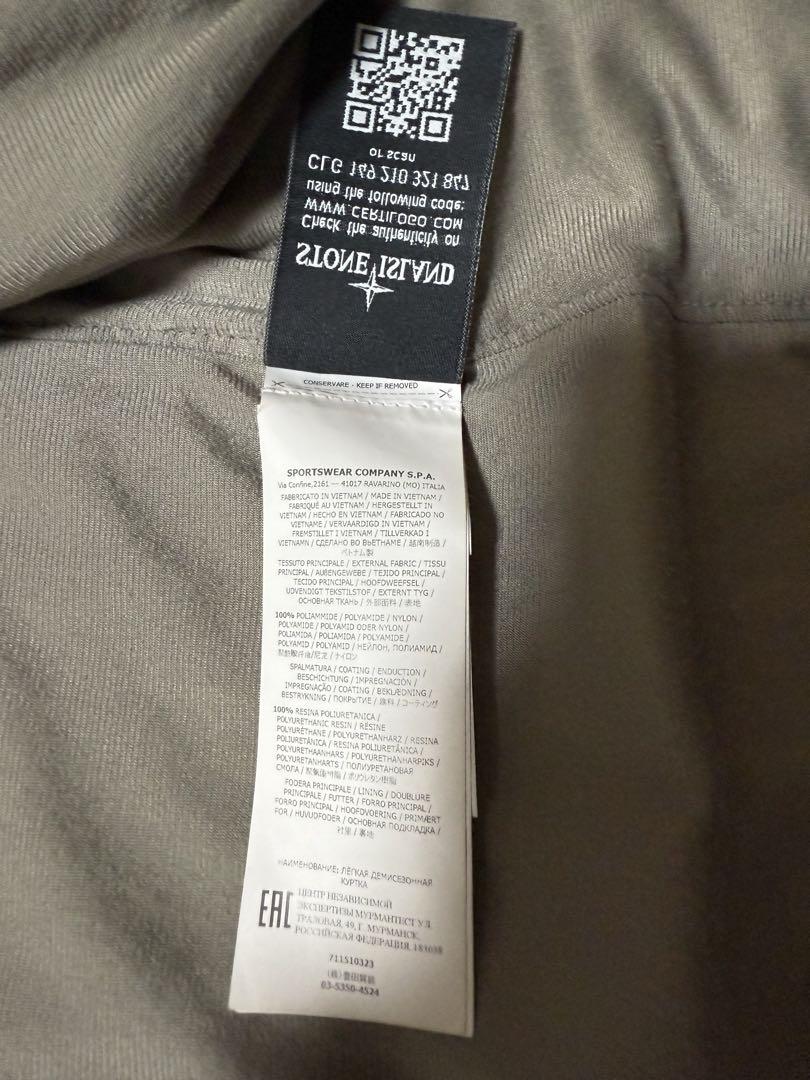 STONE ISLAND
Check the authenticity on
WWW.CERTILOGO.COM
using the following code:
CLG 149 210 321 847
or scan
CONSERVARE - KEEP IF REMOVED
SPORTSWEAR COMPANY S.P.A.
Via Confine,2161 — 41017 RAVARINO (MO) ITALIA
FABBRICATO IN VIETNAM / MADE IN VIETNAM /
FABRIQUÉ AU VIETNAM / HERGESTELLT IN
VIETNAM / HECHO EN VIETNAM / FABRICADO NO
VIETNAME / VERVAARDIGD IN VIETNAM /
FREMSTILLET I VIETNAM / TILLVERKAD I
VIETNAMN / СДЕЛАНО ВО ВЬЕТНАМЕ / 越南制造 /
ベトナム製
TESSUTO PRINCIPALE / EXTERNAL FABRIC / TISSU
PRINCIPAL / AUßENGEWEBE / TEJIDO PRINCIPAL /
TECIDO PRINCIPAL / HOOFDWEEFSEL /
UDVENDIGT TEKSTILSTOF / EXTERNT TYG /
ОСНОВНАЯ ТКАНЬ / 外部面料 / 表地
100% POLIAMMIDE / POLYAMIDE / NYLON /
POLYAMIDE / POLYAMID ODER NYLON /
POLIAMIDA / POLIAMIDA / POLYAMIDE /
POLYAMID / POLYAMID / НЕЙЛОН, ПОЛИАМИД /
聚酰胺纤维/尼龙 / ナイロン
SPALMATURA / COATING / ENDUCTION /
BESCHICHTUNG / IMPREGNACIÓN /
IMPREGNAÇÃO / COATING / BEKLÆDNING /
BESTRYKNING / ПОКРЫТИЕ / 涂料 / コーティング
100% RESINA POLIURETANICA /
POLYURETHANIC RESIN / RÉSINE
POLYURÉTHANE / POLYURETHANHARZ / RESINA
POLIURETÁNICA / RESINA POLIURETÂNICA /
POLYURETHAANHARS / POLYURETHANHARPIKS /
POLYURETANHARTS / ПОЛИУРЕТАНОВАЯ
СМОЛА / 聚氨酯树脂 / ポリウレタン樹脂
FODERA PRINCIPALE / LINING / DOUBLURE
PRINCIPALE / FUTTER / FORRO PRINCIPAL /
FORRO PRINCIPAL / HOOFDVOERING / PRIMÆRT
FOR / HUVUDFODER / ОСНОВНАЯ ПОДКЛАДКА /
衬里 / 裏地
НАИМЕНОВАНИЕ: ЛЁГКАЯ ДЕМИСЕЗОННАЯ
КУРТКА
EAC
ЦЕНТР НЕЗАВИСИМОЙ
ЭКСПЕРТИЗЫ МУРМАНТЕСТ УЛ.
ТРАЛОВАЯ, 49, Г. МУРМАНСК,
РОССИЙСКАЯ ФЕДЕРАЦИЯ, 183038
711510323
(株)豊田貿易
03-5350-4524